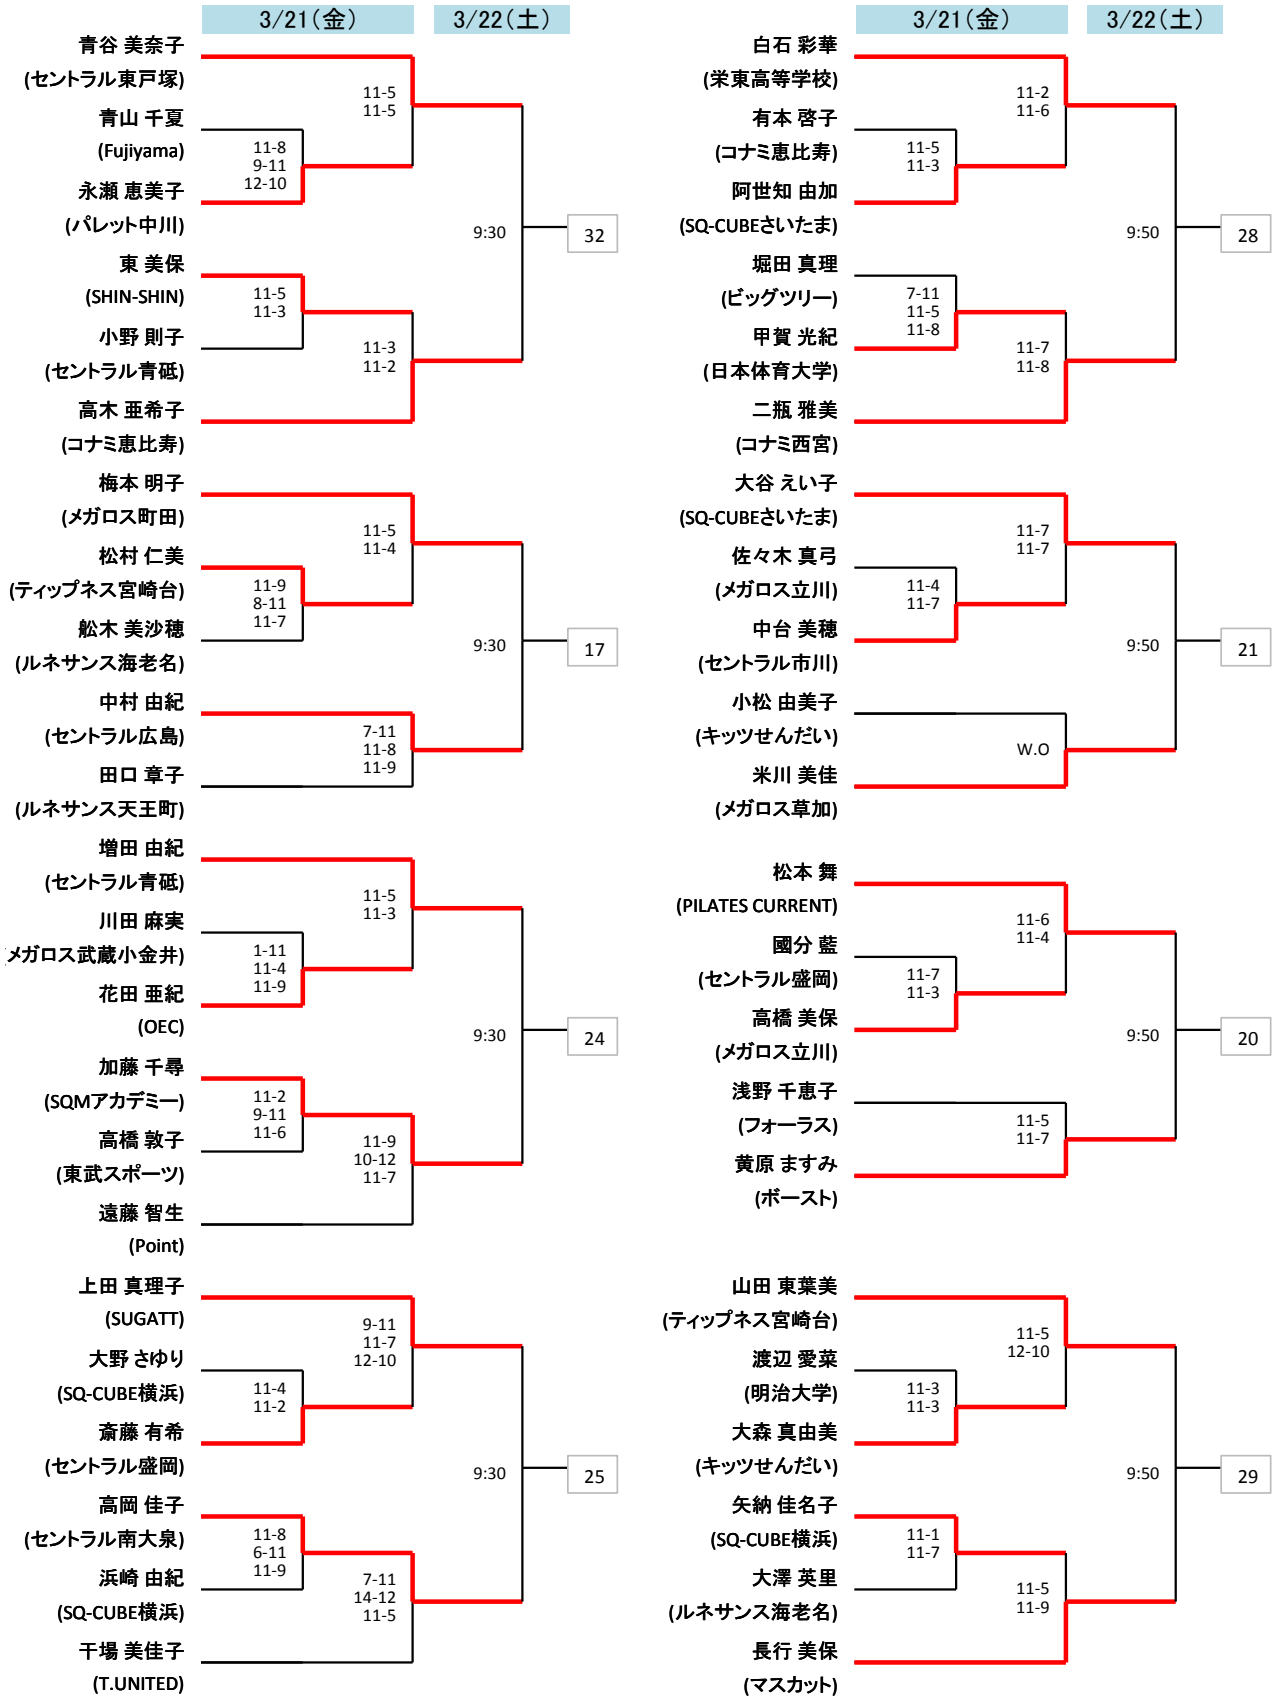 3/21(金)
3/22(土)
青谷 美奈子
(セントラル東戸塚)
11-5
11-5
青山 千夏
(Fujiyama)
11-8
9-11
12-10
永瀬 恵美子
(パレット中川)
9:30
32
東 美保
(SHIN-SHIN)
11-5
11-3
小野 則子
(セントラル青砥)
11-3
11-2
高木 亜希子
(コナミ恵比寿)
梅本 明子
(メガロス町田)
11-5
11-4
松村 仁美
(ティップネス宮崎台)
11-9
8-11
11-7
舩木 美沙穂
(ルネサンス海老名)
9:30
17
中村 由紀
(セントラル広島)
7-11
11-8
11-9
田口 章子
(ルネサンス天王町)
増田 由紀
(セントラル青砥)
11-5
11-3
川田 麻実
メガロス武蔵小金井)
1-11
11-4
11-9
花田 亜紀
(OEC)
9:30
24
加藤 千尋
(SQMアカデミー)
11-2
9-11
11-6
高橋 敦子
(東武スポーツ)
11-9
10-12
11-7
遠藤 智生
(Point)
上田 真理子
(SUGATT)
9-11
11-7
12-10
大野 さゆり
(SQ-CUBE横浜)
11-4
11-2
斎藤 有希
(セントラル盛岡)
9:30
25
高岡 佳子
(セントラル南大泉)
11-8
6-11
11-9
浜崎 由紀
(SQ-CUBE横浜)
7-11
14-12
11-5
干場 美佳子
(T.UNITED)
3/21(金)
3/22(土)
白石 彩華
(栄東高等学校)
11-2
11-6
有本 啓子
(コナミ恵比寿)
11-5
11-3
阿世知 由加
(SQ-CUBEさいたま)
9:50
28
堀田 真理
(ビッグツリー)
7-11
11-5
11-8
甲賀 光紀
(日本体育大学)
11-7
11-8
二瓶 雅美
(コナミ西宮)
大谷 えい子
(SQ-CUBEさいたま)
11-7
11-7
佐々木 真弓
(メガロス立川)
11-4
11-7
中台 美穂
(セントラル市川)
9:50
21
小松 由美子
(キッツせんだい)
W.O
米川 美佳
(メガロス草加)
松本 舞
(PILATES CURRENT)
11-6
11-4
國分 藍
(セントラル盛岡)
11-7
11-3
高橋 美保
(メガロス立川)
9:50
20
浅野 千恵子
(フォーラス)
11-5
11-7
黄原 ますみ
(ボースト)
山田 東葉美
(ティップネス宮崎台)
11-5
12-10
渡辺 愛菜
(明治大学)
11-3
11-3
大森 真由美
(キッツせんだい)
9:50
29
矢納 佳名子
(SQ-CUBE横浜)
11-1
11-7
大澤 英里
(ルネサンス海老名)
11-5
11-9
長行 美保
(マスカット)